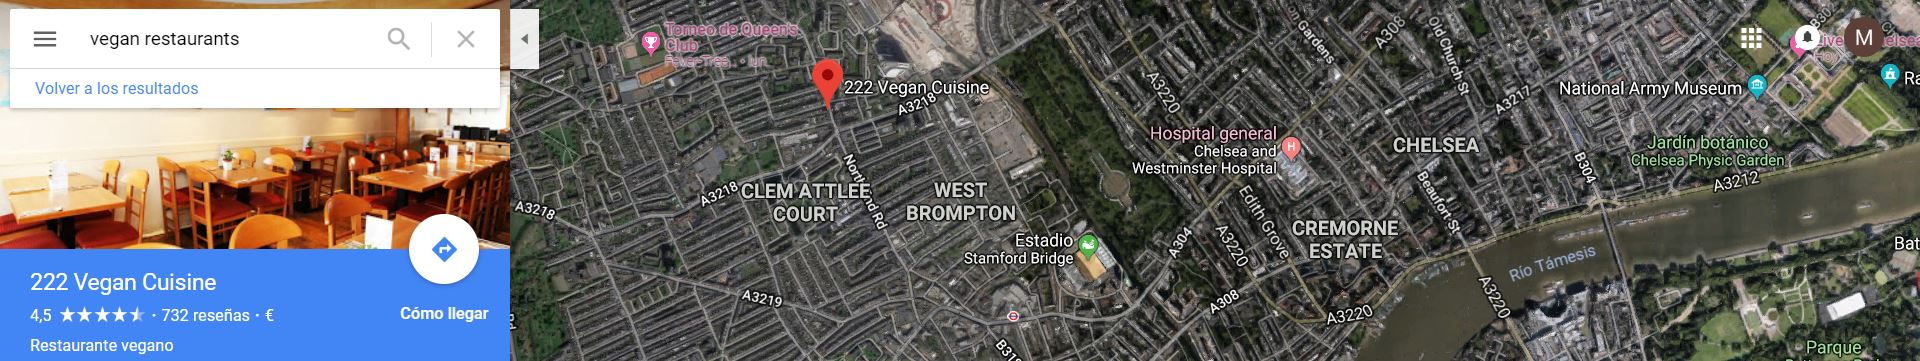 vegan restaurants
Volver a los resultados
222 Vegan Cuisine
4,5
732 reseñas · €
Cómo llegar
Restaurante vegano
Torneo de Queen's
Club
Fever-Tree... · lun
222 Vegan Cuisine
A3218
A3218
A3218
North End Rd
CLEM ATTLEE
COURT
WEST
BROMPTON
Estadio
Stamford Bridge
A3219
A304
A308
A3220
A3220
A3220
A3220
Edith Grove
Hospital general
Chelsea and
Westminster Hospital
CREMORNE
ESTATE
CHELSEA
A308
Old Church St
A3217
Beaufort St
B304
A3212
National Army Museum
Jardín botánico
Chelsea Physic Garden
Río Támesis
M
B302
Bat
Parque